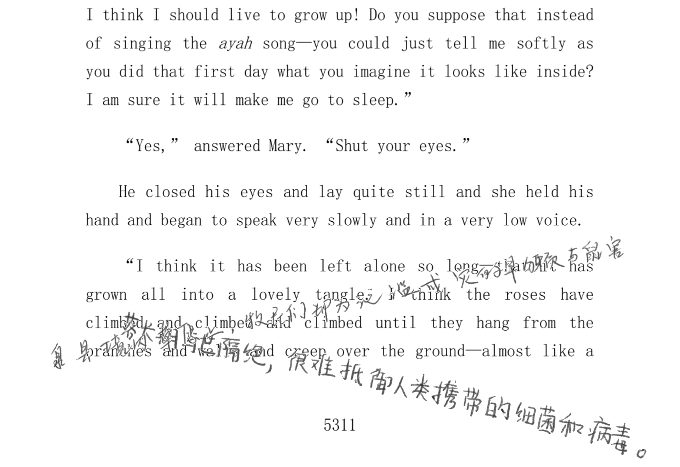 I think I should live to grow up! Do you suppose that instead
of singing the ayah song—you could just tell me softly as
you did that first day what you imagine it looks like inside?
I am sure it will make me go to sleep.”
“Yes,” answered Mary. “Shut your eyes.”
He closed his eyes and lay quite still and she held his
hand and began to speak very slowly and in a very low voice.
“I think it has been left alone so long—that it has
grown all into a lovely tangle. I think the roses have
climbed and climbed and climbed until they hang from the
branches and walls and creep over the ground—almost like a
隔绝，很难抵御人类携带的细菌和病毒。
5311